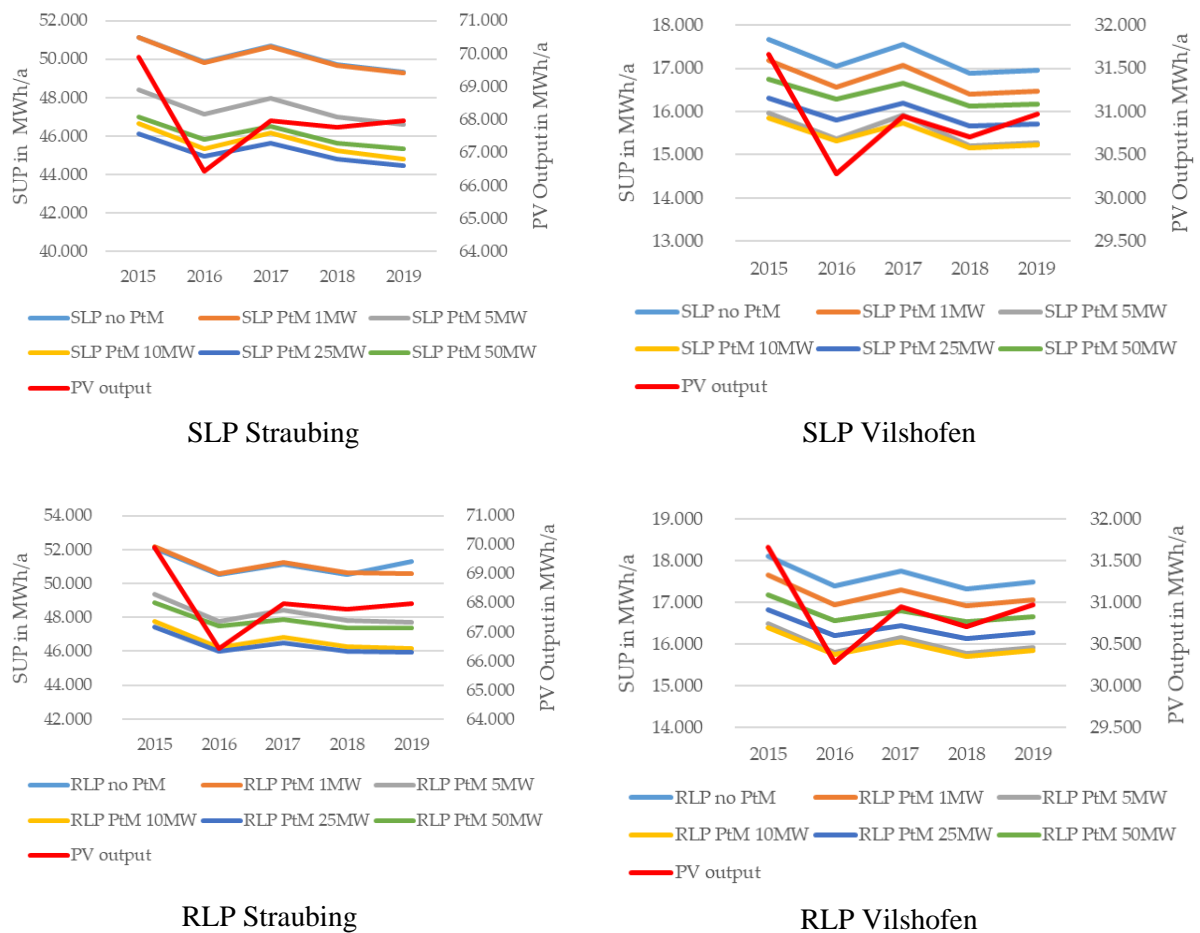 SUP in MWh/a
52.000
50.000
48.000
46.000
44.000
42.000
40.000
71.000
70.000
69.000
68.000
67.000
66.000
65.000
64.000
PV Output in MWh/a
2015 2016 2017 2018 2019
SLP no PtM SLP PtM 1MW SLP PtM 5MW
SLP PtM 10MW SLP PtM 25MW SLP PtM 50MW
PV output
SLP Straubing
SUP in MWh/a
18.000
17.000
16.000
15.000
14.000
13.000
32.000
31.500
31.000
30.500
30.000
29.500
PV Output in MWh/a
2015 2016 2017 2018 2019
SLP no PtM SLP PtM 1MW SLP PtM 5MW
SLP PtM 10MW SLP PtM 25MW SLP PtM 50MW
PV output
SLP Vilshofen
SUP in MWh/a
54.000
52.000
50.000
48.000
46.000
44.000
42.000
71.000
70.000
69.000
68.000
67.000
66.000
65.000
64.000
PV Output in MWh/a
2015 2016 2017 2018 2019
RLP no PtM RLP PtM 1MW RLP PtM 5MW
RLP PtM 10MW RLP PtM 25MW RLP PtM 50MW
PV output
RLP Straubing
SUP in MWh/a
19.000
18.000
17.000
16.000
15.000
14.000
32.000
31.500
31.000
30.500
30.000
29.500
PV Output in MWh/a
2015 2016 2017 2018 2019
RLP no PtM RLP PtM 1MW RLP PtM 5MW
RLP PtM 10MW RLP PtM 25MW RLP PtM 50MW
PV output
RLP Vilshofen